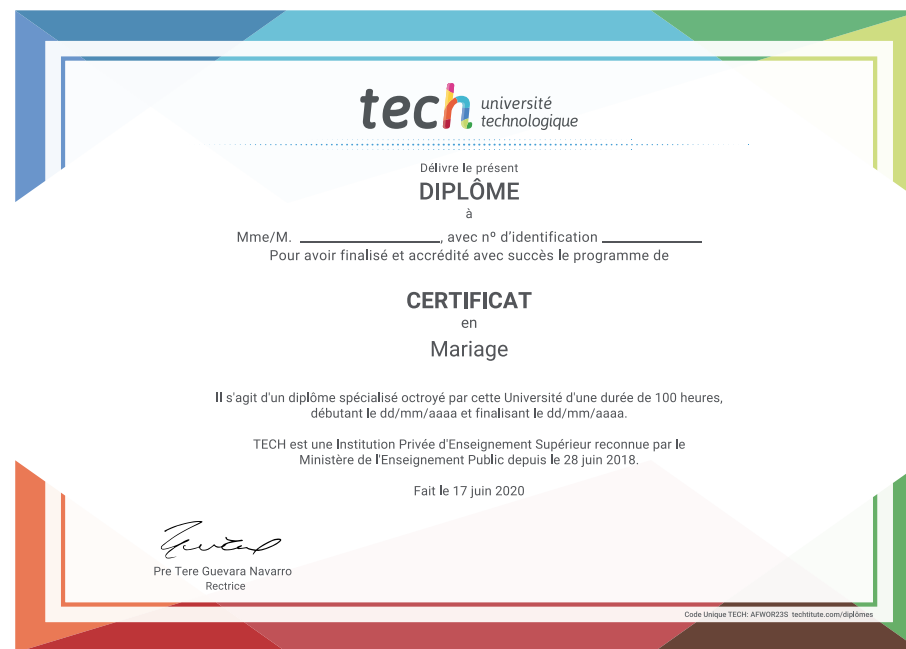 tech université
technologique
Délivre le présent
DIPLÔME
à
Mme/M. ____________________, avec nº d'identification ______________
Pour avoir finalisé et accrédité avec succès le programme de
CERTIFICAT
en
Mariage
Il s'agit d'un diplôme spécialisé octroyé par cette Université d'une durée de 100 heures,
débutant le dd/mm/aaaa et finalisant le dd/mm/aaaa.
TECH est une Institution Privée d'Enseignement Supérieur reconnue par le
Ministère de l'Enseignement Public depuis le 28 juin 2018.
Fait le 17 juin 2020
Pre Tere Guevara Navarro
Rectrice
Code Unique TECH: AFWOR23S techtitute.com/diplômes